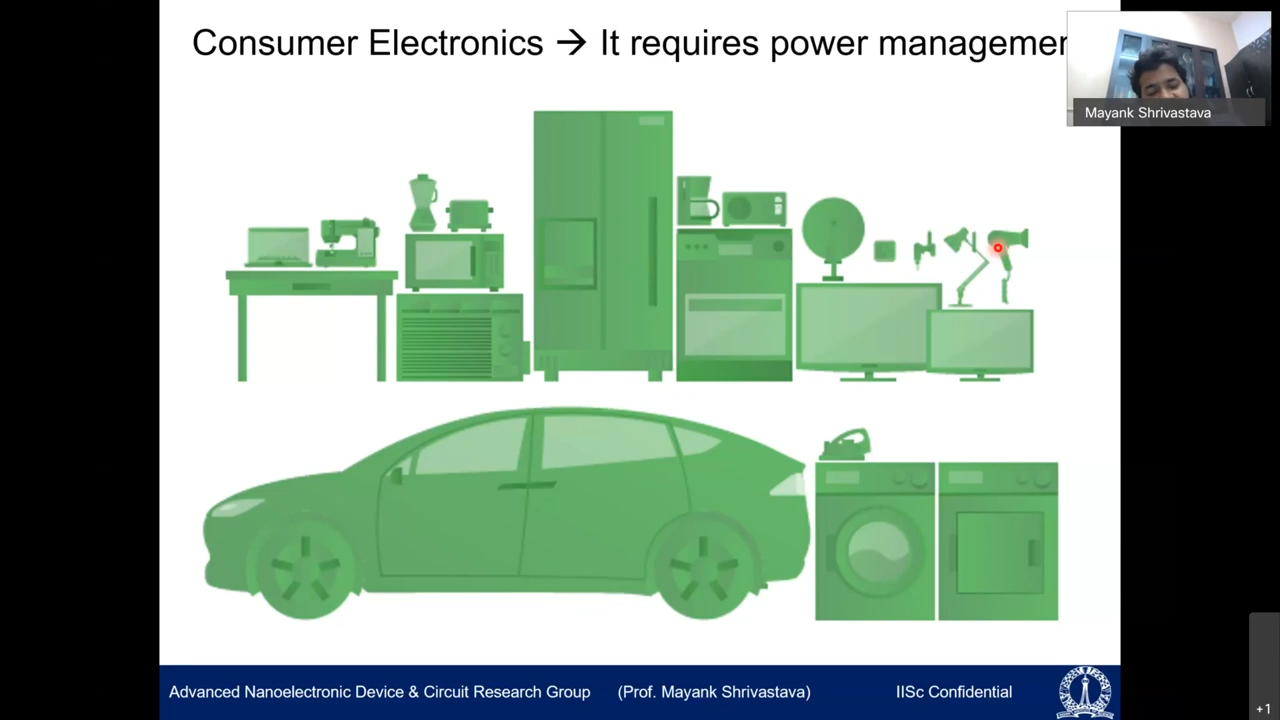 Consumer Electronics → It requires power managemen
Mayank Shrivastava
Advanced Nanoelectronic Device & Circuit Research Group (Prof. Mayank Shrivastava) IISc Confidential
+1